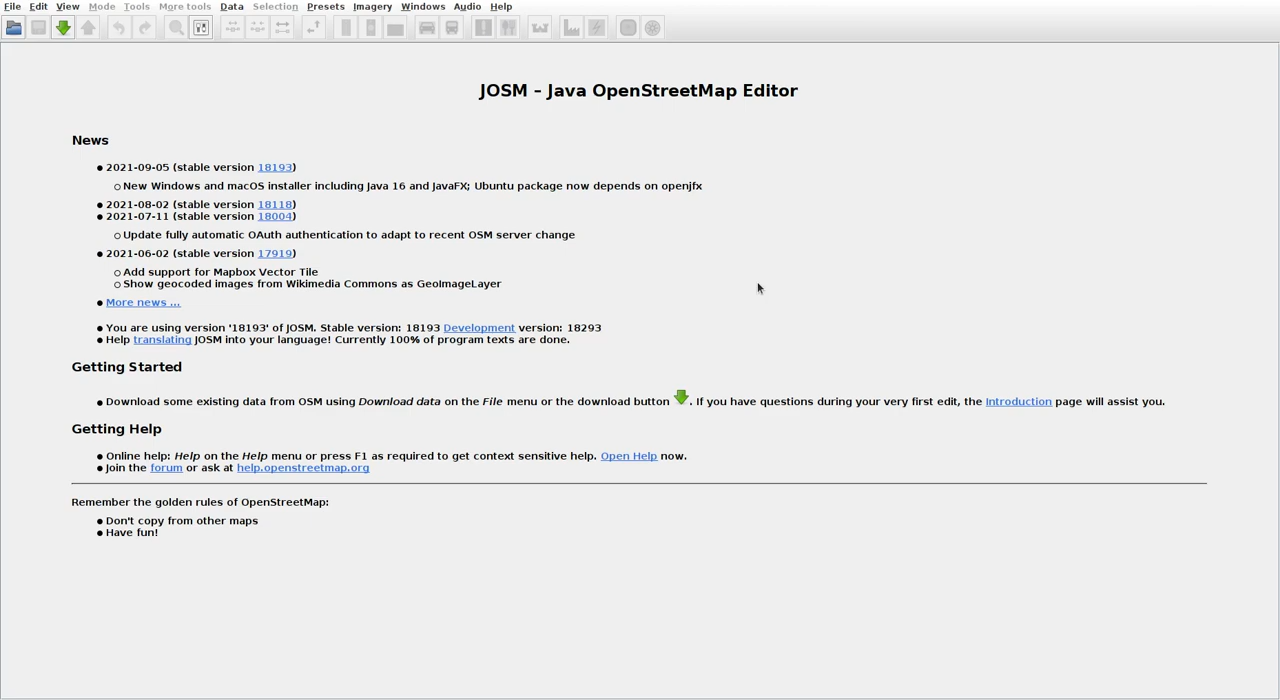 File Edit View Mode Tools More tools Data Selection Presets Imagery Windows Audio Help
JOSM – Java OpenStreetMap Editor
News
2021-09-05 (stable version 18193)
New Windows and macOS installer including Java 16 and JavaFX; Ubuntu package now depends on openjfx
2021-08-02 (stable version 18118)
2021-07-11 (stable version 18004)
Update fully automatic OAuth authentication to adapt to recent OSM server change
2021-06-02 (stable version 17919)
Add support for Mapbox Vector Tile
Show geocoded images from Wikimedia Commons as GeoImageLayer
More news ...
You are using version '18193' of JOSM. Stable version: 18193 Development version: 18293
Help translating JOSM into your language! Currently 100% of program texts are done.
Getting Started
Download some existing data from OSM using Download data on the File menu or the download button . If you have questions during your very first edit, the Introduction page will assist you.
Getting Help
Online help: Help on the Help menu or press F1 as required to get context sensitive help. Open Help now.
Join the forum or ask at help.openstreetmap.org
Remember the golden rules of OpenStreetMap:
Don't copy from other maps
Have fun!